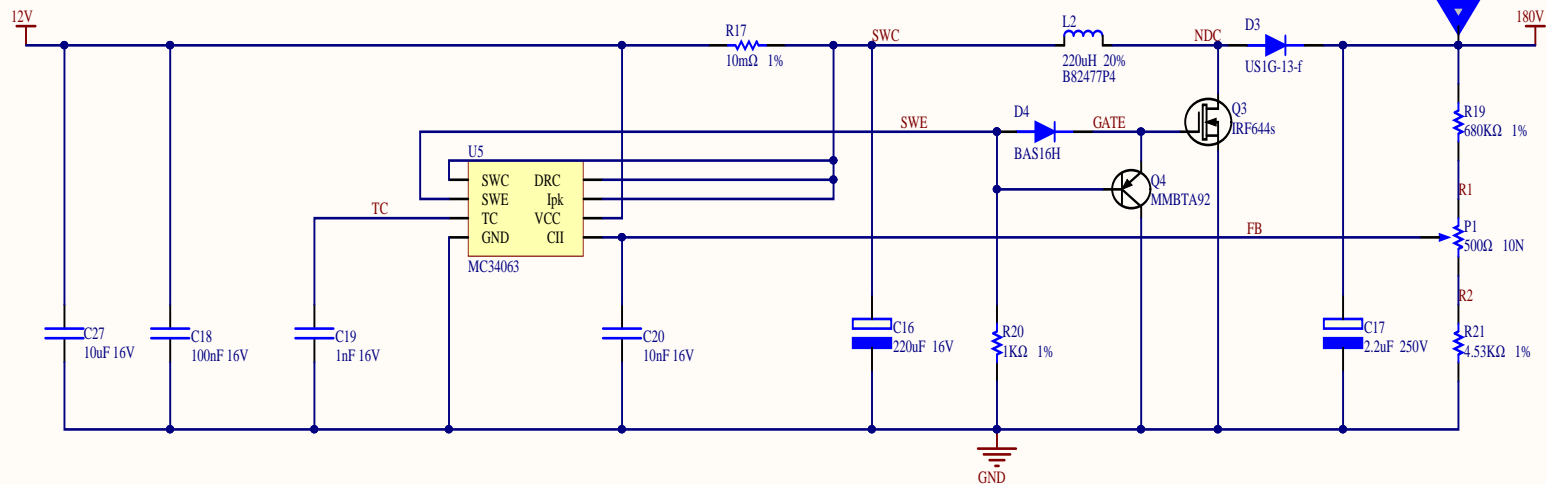 12V
180V
R17
10mΩ 1%
SWC
L2
220uH 20%
B82477P4
NDC
D3
US1G-13-f
SWE
D4
BAS16H
GATE
Q3
IRF644s
R19
680KΩ 1%
U5
SWC
DRC
SWE
Ipk
TC
VCC
GND
CII
MC34063
TC
Q4
MMBTA92
R1
FB
P1
500Ω 10N
R2
C27
10uF 16V
C18
100nF 16V
C19
1nF 16V
C20
10nF 16V
C16
220uF 16V
R20
1KΩ 1%
C17
2.2uF 250V
R21
4.53KΩ 1%
GND